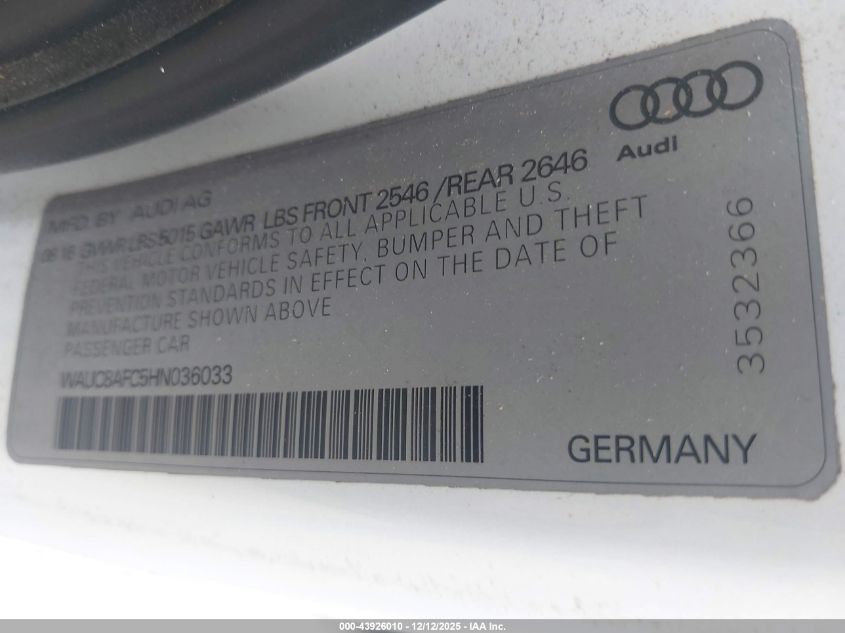 Audi
MFD. BY AUDI AG
08 16 GVWR LBS 5015 GAWR LBS FRONT 2546 /REAR 2646
THIS VEHICLE CONFORMS TO ALL APPLICABLE U.S.
FEDERAL MOTOR VEHICLE SAFETY, BUMPER AND THEFT
PREVENTION STANDARDS IN EFFECT ON THE DATE OF
MANUFACTURE SHOWN ABOVE
PASSENGER CAR
WAUC8AFC5HN036033
GERMANY
3532366
000-43926010 - 12/12/2025 - IAA Inc.